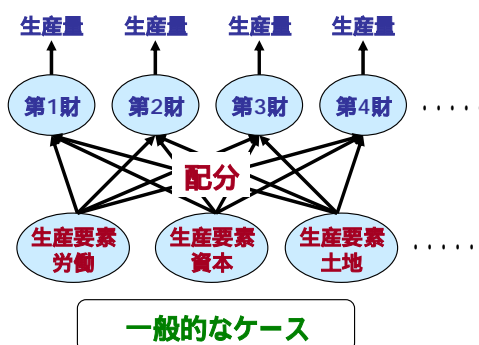 生産量 生産量 生産量 生産量
第1財 第2財 第3財 第4財 ・・・・・
配分
生産要素 生産要素 生産要素
労働 資本 土地 ・・・・・
一般的なケース